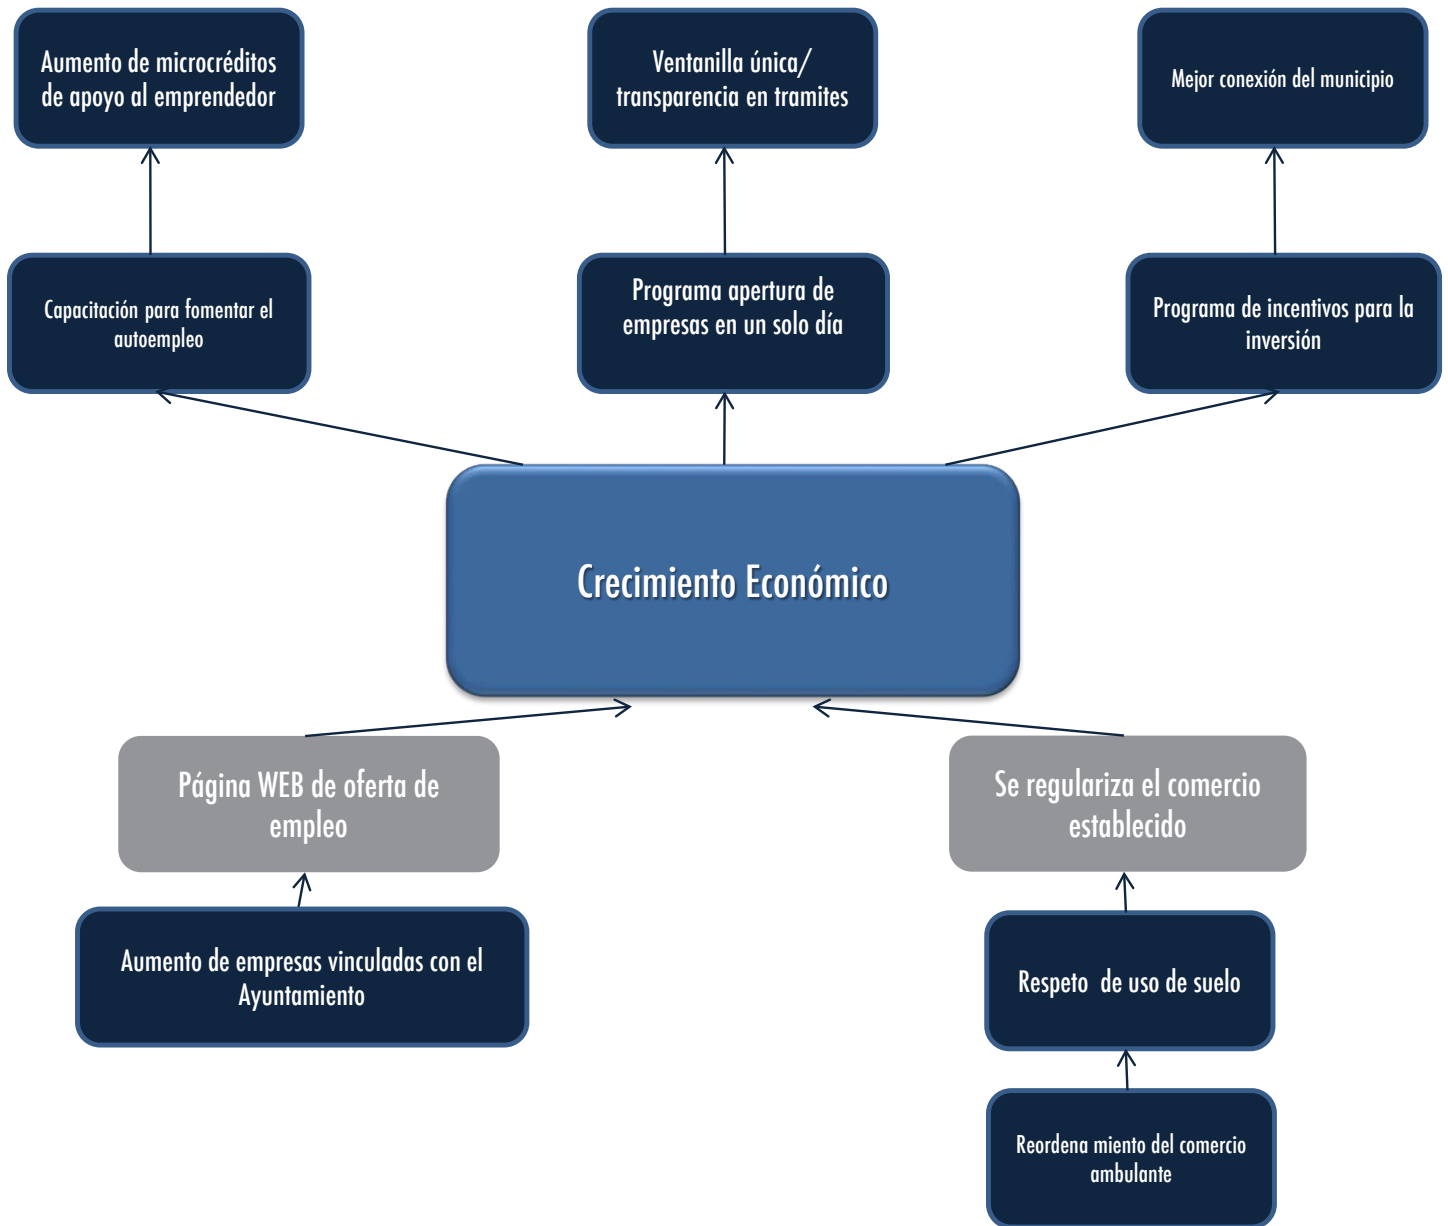 Aumento de microcréditos
de apoyo al emprendedor
Ventanilla única/
transparencia en tramites
Mejor conexión del municipio
Capacitación para fomentar el
autoempleo
Programa apertura de
empresas en un solo día
Programa de incentivos para la
inversión
Crecimiento Económico
Página WEB de oferta de
empleo
Se regulariza el comercio
establecido
Aumento de empresas vinculadas con el
Ayuntamiento
Respeto  de uso de suelo
Reordena miento del comercio
ambulante